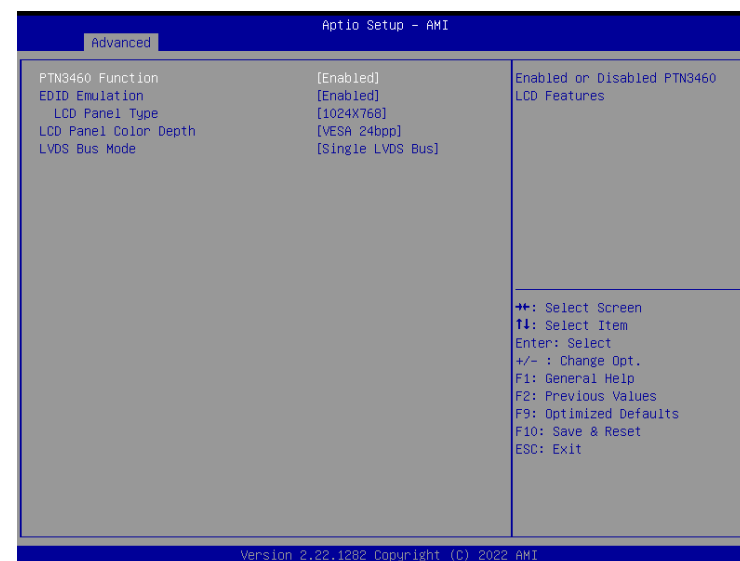 Aptio Setup – AMI
Advanced
PTN3460 Function [Enabled]
EDID Emulation [Enabled]
LCD Panel Type [1024X768]
LCD Panel Color Depth [VESA 24bpp]
LVDS Bus Mode [Single LVDS Bus]
Enabled or Disabled PTN3460
LCD Features
→←: Select Screen
↑↓: Select Item
Enter: Select
+/- : Change Opt.
F1: General Help
F2: Previous Values
F9: Optimized Defaults
F10: Save & Reset
ESC: Exit
Version 2.22.1282 Copyright (C) 2022 AMI